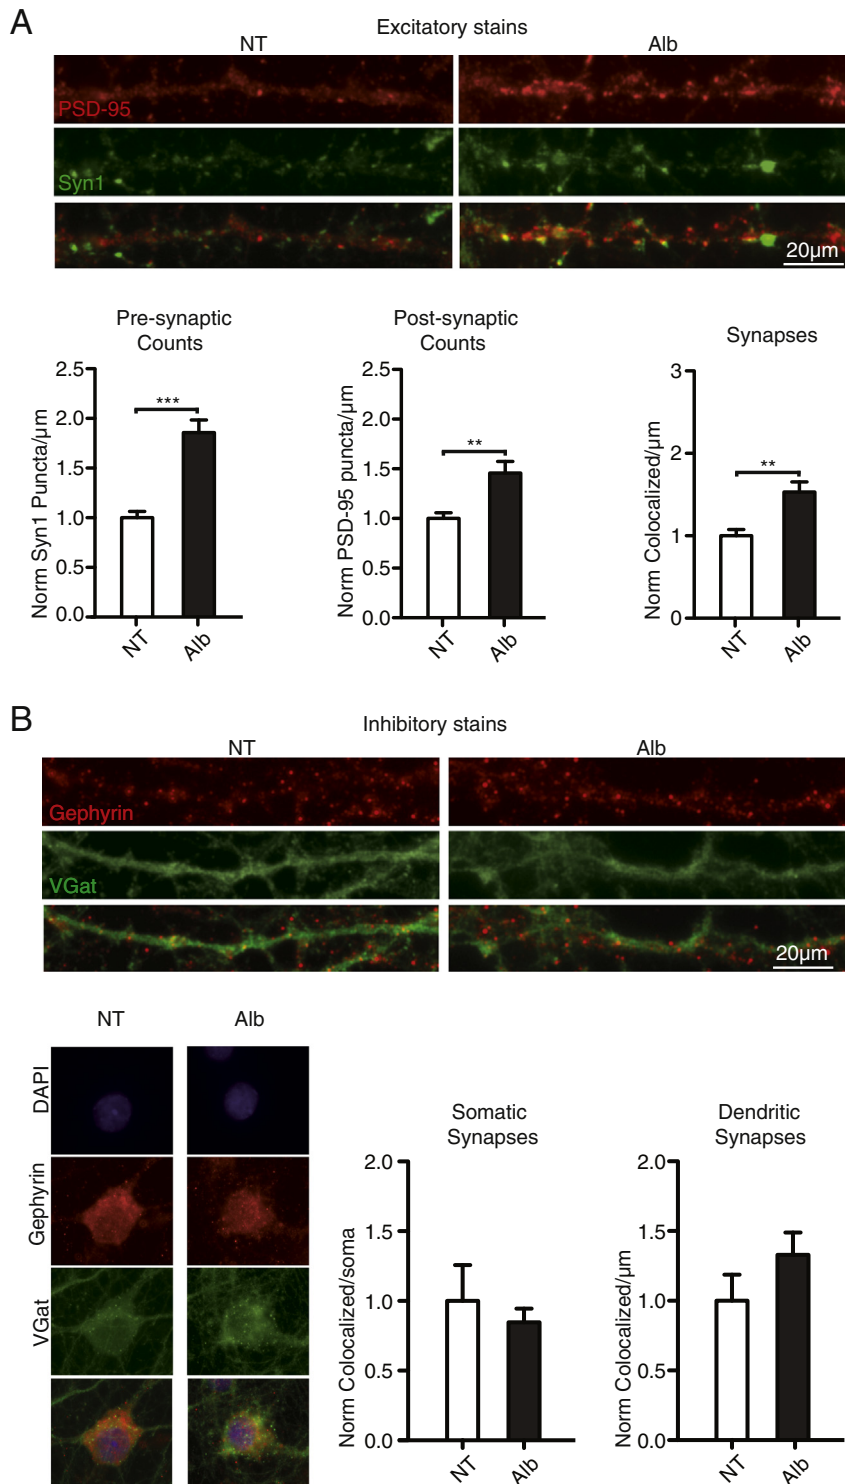 A
Excitatory stains
NT
Alb
PSD-95
Syn1
20µm
Pre-synaptic
Counts
Norm Syn1 Puncta/µm
2.5
2.0
1.5
1.0
0.5
0.0
***
NT
Alb
Post-synaptic
Counts
Norm PSD-95 puncta/µm
2.5
2.0
1.5
1.0
0.5
0.0
**
NT
Alb
Synapses
Norm Colocalized/µm
3
2
1
0
**
NT
Alb
B
Inhibitory stains
NT
Alb
Gephyrin
VGat
20µm
NT
Alb
DAPI
Gephyrin
VGat
Somatic
Synapses
Norm Colocalized/soma
2.0
1.5
1.0
0.5
0.0
NT
Alb
Dendritic
Synapses
Norm Colocalized/µm
2.0
1.5
1.0
0.5
0.0
NT
Alb